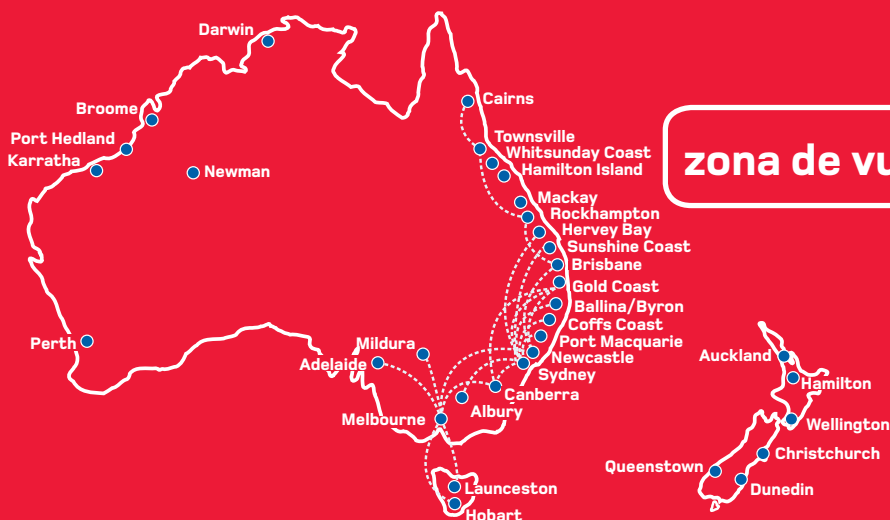 Darwin
Broome
Port Hedland
Karratha
Newman
Perth
Cairns
Townsville
Whitsunday Coast
Hamilton Island
Mackay
Rockhampton
Hervey Bay
Sunshine Coast
Brisbane
Gold Coast
Ballina/Byron
Coffs Coast
Port Macquarie
Newcastle
Sydney
Canberra
Albury
Mildura
Adelaide
Melbourne
Launceston
Hobart
zona de vu
Auckland
Hamilton
Wellington
Christchurch
Queenstown
Dunedin